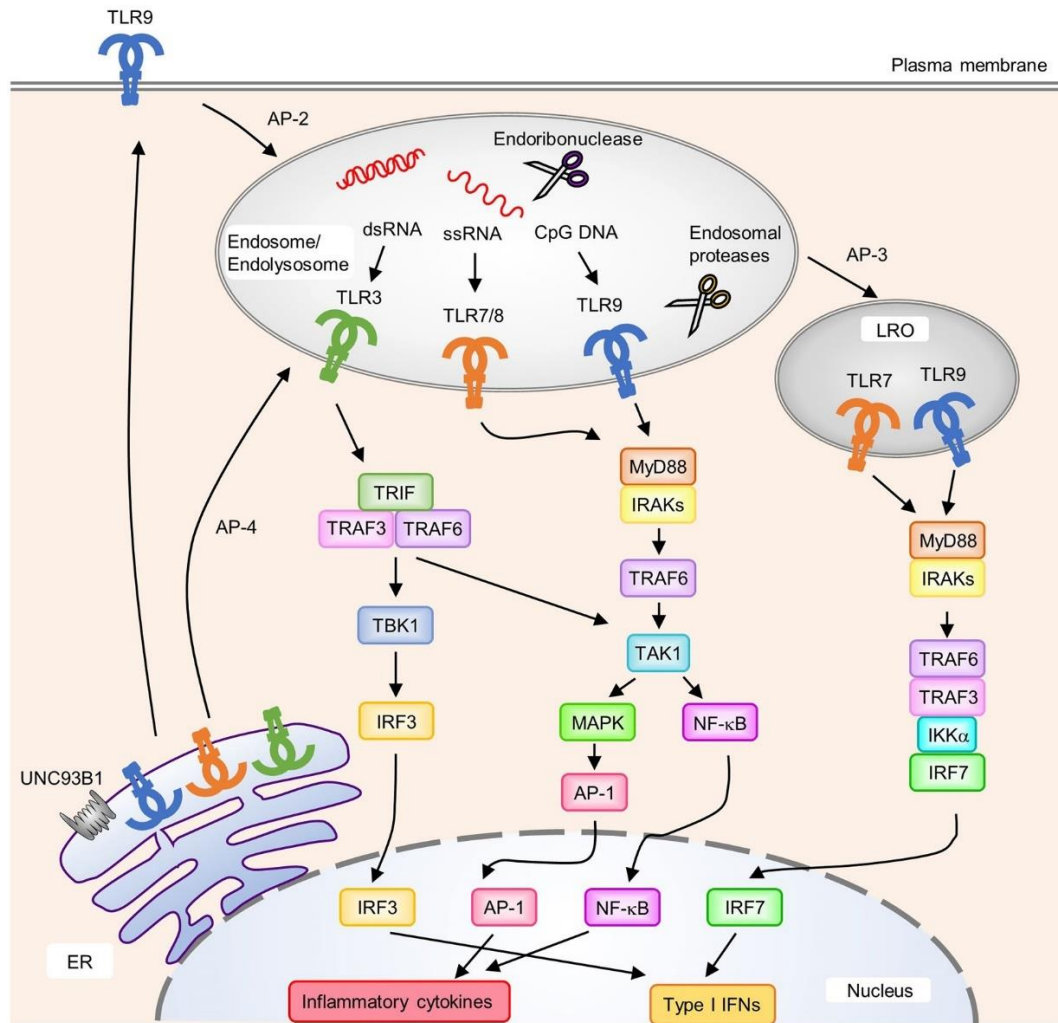 TLR9
Plasma membrane
AP-2
Endoribonuclease
dsRNA
ssRNA
CpG DNA
Endosome/
Endolysosome
Endosomal
proteases
AP-3
TLR3
TLR7/8
TLR9
LRO
TLR7
TLR9
MyD88
IRAKs
TRIF
TRAF3
TRAF6
AP-4
MyD88
IRAKs
TRAF6
TBK1
TAK1
TRAF6
TRAF3
IKKα
IRF7
IRF3
MAPK
NF-κB
UNC93B1
AP-1
IRF3
AP-1
NF-κB
IRF7
ER
Inflammatory cytokines
Type I IFNs
Nucleus